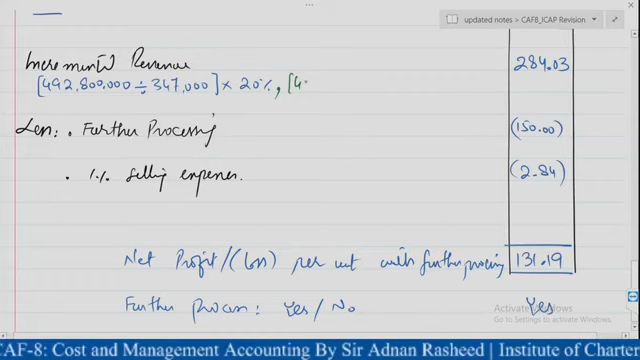 updated notes > CAF8_ICAP Revision
Incremental Revenue 284.03
[492,800,000 ÷ 347,000] × 20%, [4
Less: • Further Processing (150.00)
• 1% Selling expenses. (2.84)
Net Profit/(Loss) per unit with further processing 131.19
Further process: Yes/No Yes
Activate Windows
Go to Settings to activate Windows.
CAF-8: Cost and Management Accounting By Sir Adnan Rasheed | Institute of Charter